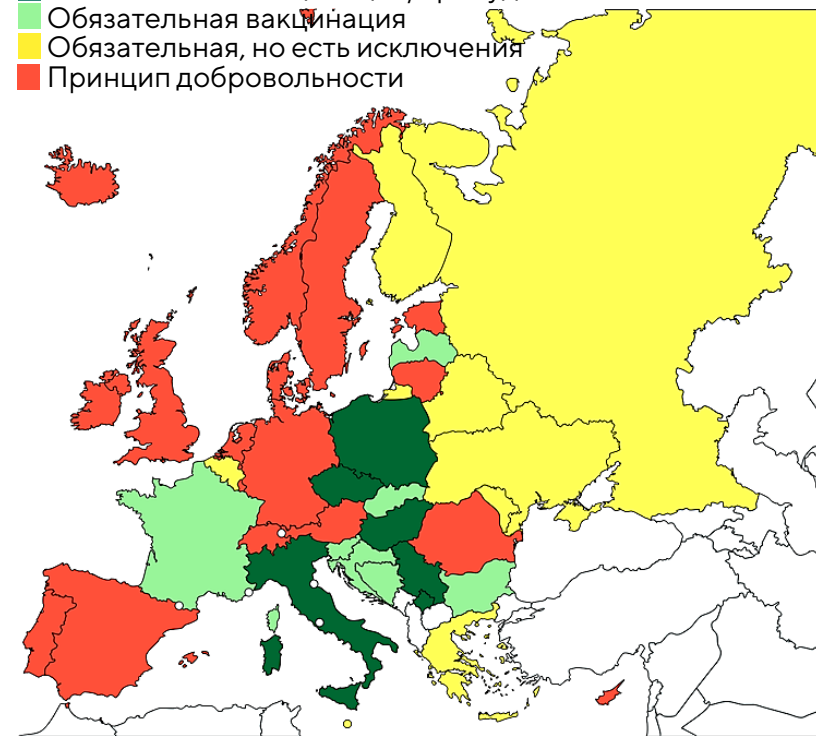 Обязательная вакцинация
Обязательная, но есть исключения
Принцип добровольности